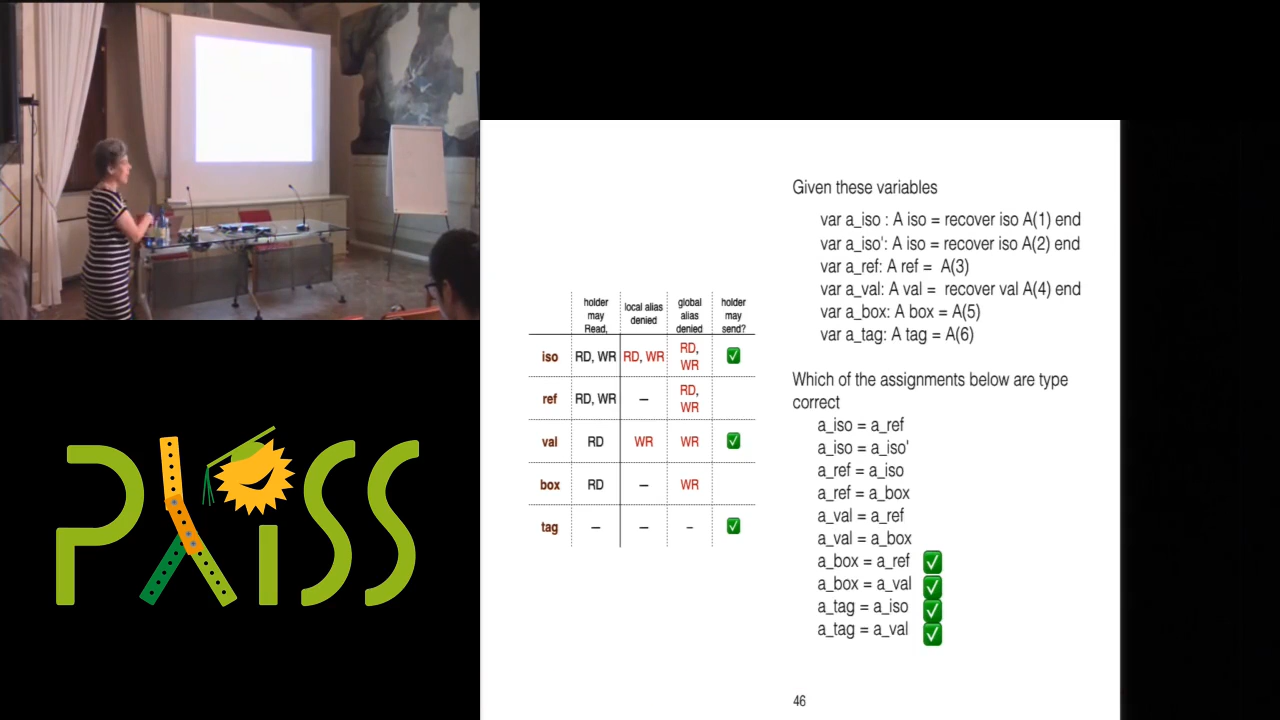 PLISS
holder may Read, local alias denied global alias denied holder may send?
iso RD, WR RD, WR RD, WR ✅
ref RD, WR – RD, WR
val RD WR WR ✅
box RD – WR
tag – – – ✅
Given these variables
var a_iso : A iso = recover iso A(1) end
var a_iso': A iso = recover iso A(2) end
var a_ref: A ref = A(3)
var a_val: A val = recover val A(4) end
var a_box: A box = A(5)
var a_tag: A tag = A(6)
Which of the assignments below are type
correct
a_iso = a_ref
a_iso = a_iso'
a_ref = a_iso
a_ref = a_box
a_val = a_ref
a_val = a_box
a_box = a_ref ✅
a_box = a_val ✅
a_tag = a_iso ✅
a_tag = a_val ✅
46